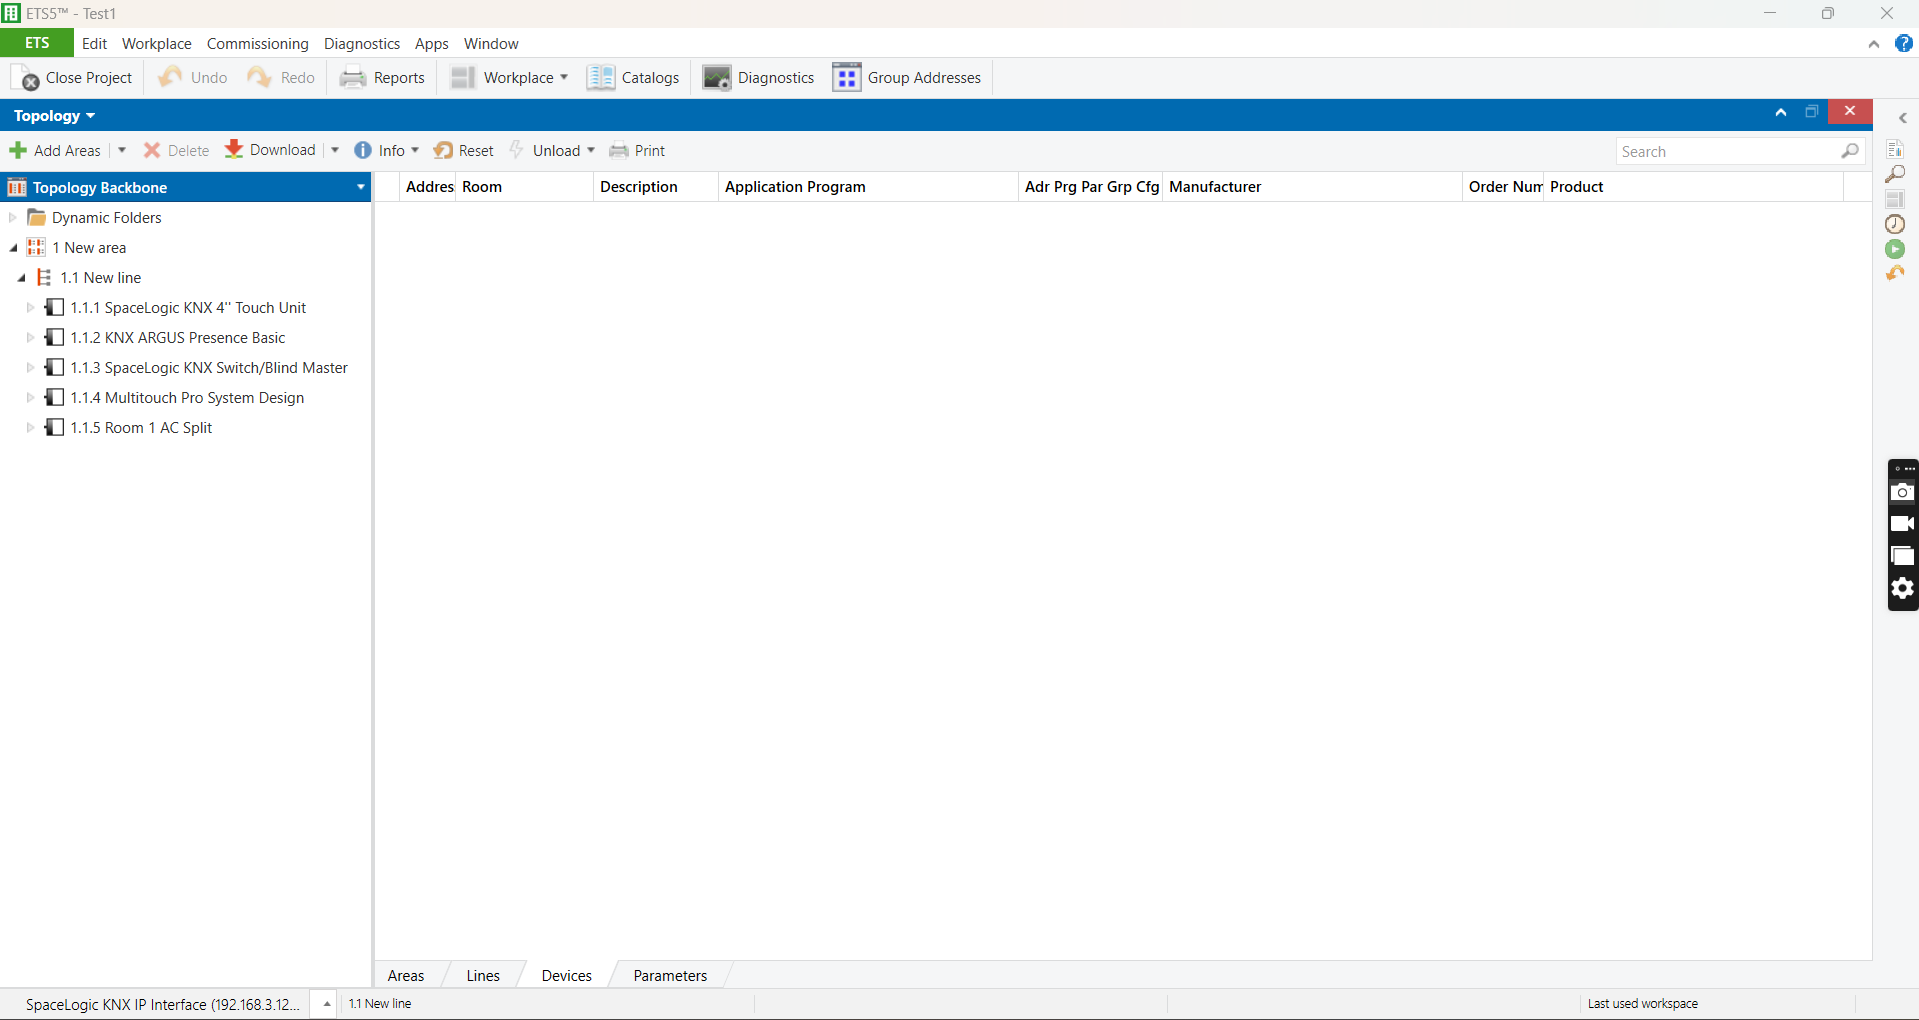 ETS5™ - Test1
ETS Edit Workplace Commissioning Diagnostics Apps Window
Close Project Undo Redo Reports Workplace Catalogs Diagnostics Group Addresses
Topology
Add Areas Delete Download Info Reset Unload Print Search
Topology Backbone Addres Room Description Application Program Adr Prg Par Grp Cfg Manufacturer Order Num Product
Dynamic Folders
1 New area
1.1 New line
1.1.1 SpaceLogic KNX 4'' Touch Unit
1.1.2 KNX ARGUS Presence Basic
1.1.3 SpaceLogic KNX Switch/Blind Master
1.1.4 Multitouch Pro System Design
1.1.5 Room 1 AC Split
Areas Lines Devices Parameters
SpaceLogic KNX IP Interface (192.168.3.12... 1.1 New line Last used workspace